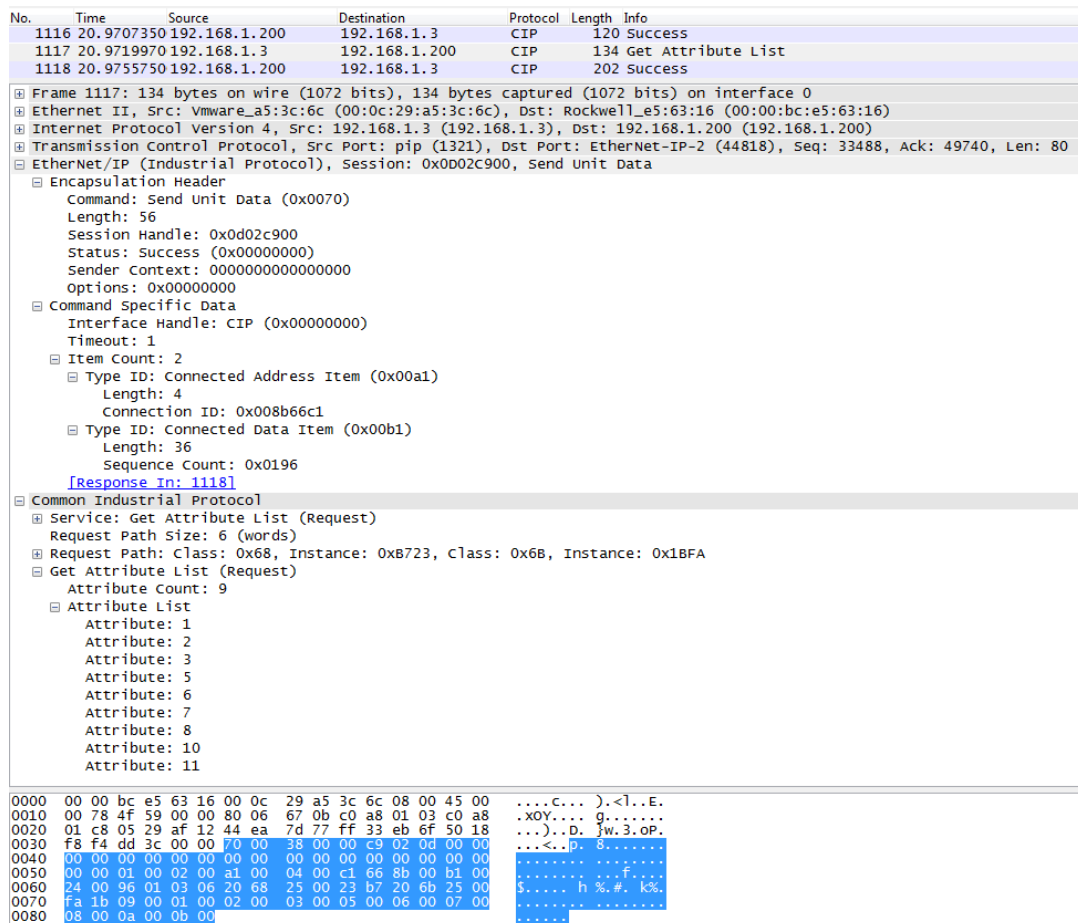 No. Time Source Destination Protocol Length Info
1116 20.9707350 192.168.1.200 192.168.1.3 CIP 120 Success
1117 20.9719970 192.168.1.3 192.168.1.200 CIP 134 Get Attribute List
1118 20.9755750 192.168.1.200 192.168.1.3 CIP 202 Success
Frame 1117: 134 bytes on wire (1072 bits), 134 bytes captured (1072 bits) on interface 0
Ethernet II, Src: Vmware_a5:3c:6c (00:0c:29:a5:3c:6c), Dst: Rockwell_e5:63:16 (00:00:bc:e5:63:16)
Internet Protocol Version 4, Src: 192.168.1.3 (192.168.1.3), Dst: 192.168.1.200 (192.168.1.200)
Transmission Control Protocol, Src Port: pip (1321), Dst Port: EtherNet-IP-2 (44818), Seq: 33488, Ack: 49740, Len: 80
EtherNet/IP (Industrial Protocol), Session: 0x0D02C900, Send Unit Data
Encapsulation Header
Command: Send Unit Data (0x0070)
Length: 56
Session Handle: 0x0d02c900
Status: Success (0x00000000)
Sender Context: 0000000000000000
Options: 0x00000000
Command Specific Data
Interface Handle: CIP (0x00000000)
Timeout: 1
Item Count: 2
Type ID: Connected Address Item (0x00a1)
Length: 4
Connection ID: 0x008b66c1
Type ID: Connected Data Item (0x00b1)
Length: 36
Sequence Count: 0x0196
[Response In: 1118]
Common Industrial Protocol
Service: Get Attribute List (Request)
Request Path Size: 6 (words)
Request Path: Class: 0x68, Instance: 0xB723, Class: 0x6B, Instance: 0x1BFA
Get Attribute List (Request)
Attribute Count: 9
Attribute List
Attribute: 1
Attribute: 2
Attribute: 3
Attribute: 5
Attribute: 6
Attribute: 7
Attribute: 8
Attribute: 10
Attribute: 11
0000 00 00 bc e5 63 16 00 0c 29 a5 3c 6c 08 00 45 00 ....c... ).<l..E.
0010 00 78 4f 59 00 00 80 06 67 0b c0 a8 01 03 c0 a8 .xOY.... g.......
0020 01 c8 05 29 af 12 44 ea 7d 77 ff 33 eb 6f 50 18 ...)..D. }w.3.oP.
0030 f8 f4 dd 3c 00 00 70 00 38 00 00 c9 02 0d 00 00 ...<..p. 8.......
0040 00 00 00 00 00 00 00 00 00 00 00 00 00 00 00 00 ........ ........
0050 00 00 01 00 02 00 a1 00 04 00 c1 66 8b 00 b1 00 ........ ...f....
0060 24 00 96 01 03 06 20 68 25 00 23 b7 20 6b 25 00 $..... h %.#. k%.
0070 fa 1b 09 00 01 00 02 00 03 00 05 00 06 00 07 00 ........ ........
0080 08 00 0a 00 0b 00 ......